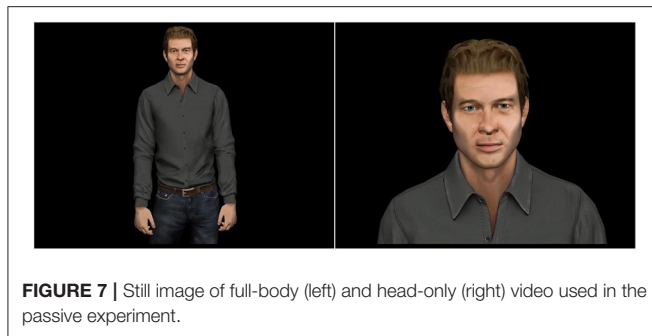 FIGURE 7 | Still image of full-body (left) and head-only (right) video used in the
passive experiment.